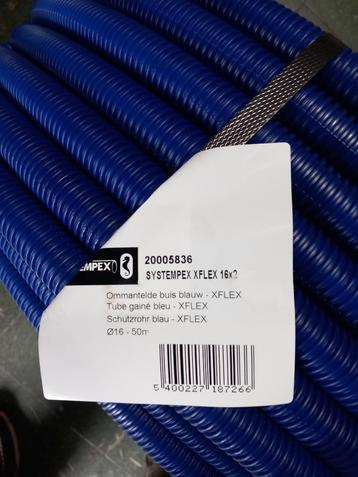 TEMPEX
20005836
SYSTEMPEX XFLEX 16x2
Ommantelde buis blauw - XFLEX
Tube gainé bleu - XFLEX
Schutzrohr blau - XFLEX
Ø16 - 50m
5 400227 187266